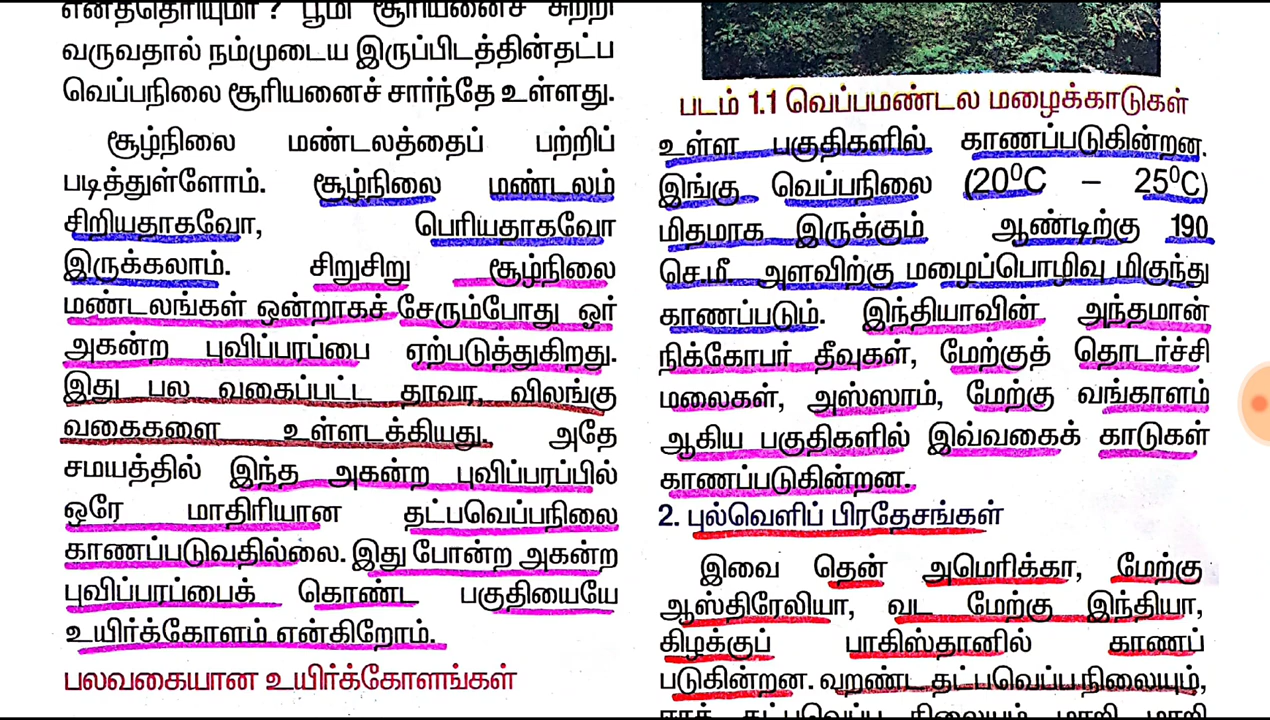 எனத்தெரியுமா ? பூமி சூரியனைச் சுற்றி
வருவதால் நம்முடைய இருப்பிடத்தின்தட்ப
வெப்பநிலை சூரியனைச் சார்ந்தே உள்ளது.
சூழ்நிலை மண்டலத்தைப் பற்றிப்
படித்துள்ளோம். சூழ்நிலை மண்டலம்
சிறியதாகவோ, பெரியதாகவோ
இருக்கலாம். சிறுசிறு சூழ்நிலை
மண்டலங்கள் ஒன்றாகச் சேரும்போது ஓர்
அகன்ற புவிப்பரப்பை ஏற்படுத்துகிறது.
இது பல வகைப்பட்ட தாவர, விலங்கு
வகைகளை உள்ளடக்கியது. அதே
சமயத்தில் இந்த அகன்ற புவிப்பரப்பில்
ஒரே மாதிரியான தட்பவெப்பநிலை
காணப்படுவதில்லை. இது போன்ற அகன்ற
புவிப்பரப்பைக் கொண்ட பகுதியையே
உயிர்க்கோளம் என்கிறோம்.
பலவகையான உயிர்க்கோளங்கள்
படம் 1.1 வெப்பமண்டல மழைக்காடுகள்
உள்ள பகுதிகளில் காணப்படுகின்றன.
இங்கு வெப்பநிலை (20⁰C – 25⁰C)
மிதமாக இருக்கும் ஆண்டிற்கு 190
செ.மீ. அளவிற்கு மழைப்பொழிவு மிகுந்து
காணப்படும். இந்தியாவின் அந்தமான்
நிக்கோபர் தீவுகள், மேற்குத் தொடர்ச்சி
மலைகள், அஸ்ஸாம், மேற்கு வங்காளம்
ஆகிய பகுதிகளில் இவ்வகைக் காடுகள்
காணப்படுகின்றன.
2. புல்வெளிப் பிரதேசங்கள்
இவை தென் அமெரிக்கா, மேற்கு
ஆஸ்திரேலியா, வட மேற்கு இந்தியா,
கிழக்குப் பாகிஸ்தானில் காணப்
படுகின்றன. வறண்ட தட்பவெப்பநிலையும்,